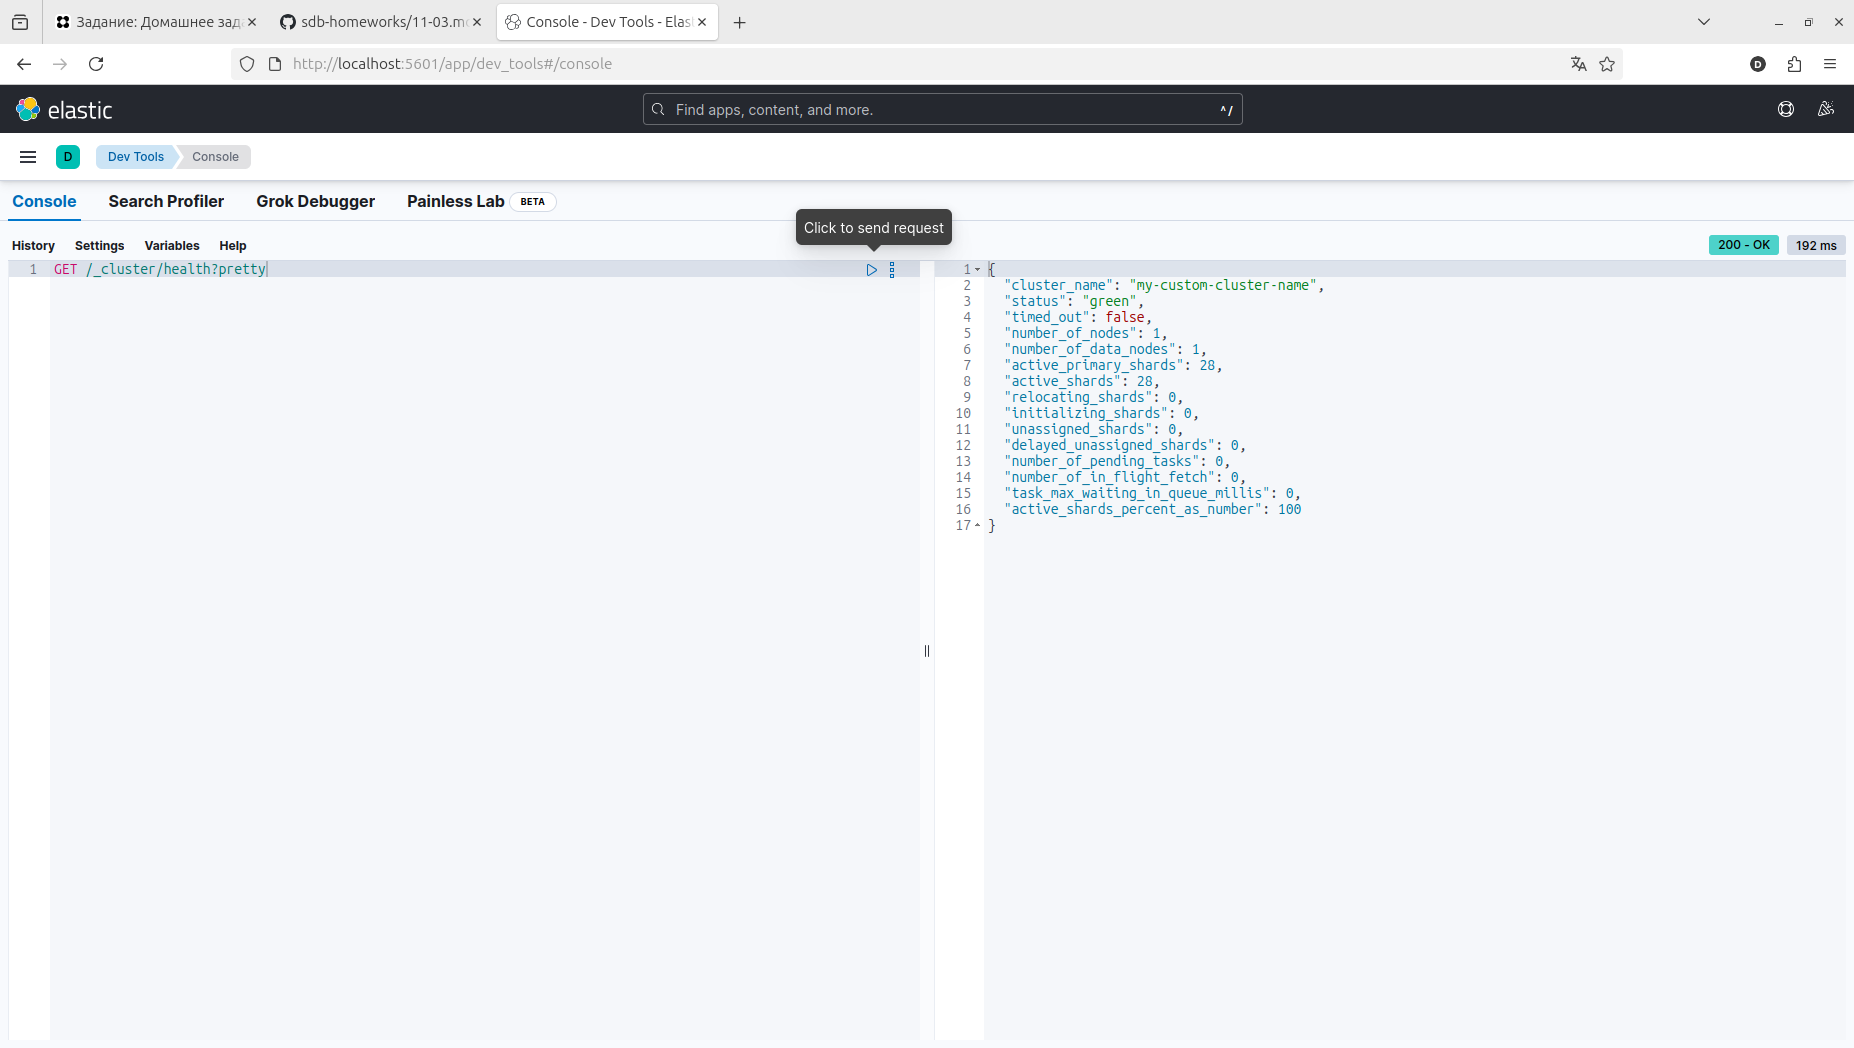 Задание: Домашнее зад
sdb-homeworks/11-03.m
Console - Dev Tools - Elas
http://localhost:5601/app/dev_tools#/console
D
elastic
Find apps, content, and more.
^/
D
Dev Tools
Console
Console
Search Profiler
Grok Debugger
Painless Lab
BETA
Click to send request
History
Settings
Variables
Help
200 - OK
192 ms
1 GET /_cluster/health?pretty
1 {
2 "cluster_name": "my-custom-cluster-name",
3 "status": "green",
4 "timed_out": false,
5 "number_of_nodes": 1,
6 "number_of_data_nodes": 1,
7 "active_primary_shards": 28,
8 "active_shards": 28,
9 "relocating_shards": 0,
10 "initializing_shards": 0,
11 "unassigned_shards": 0,
12 "delayed_unassigned_shards": 0,
13 "number_of_pending_tasks": 0,
14 "number_of_in_flight_fetch": 0,
15 "task_max_waiting_in_queue_millis": 0,
16 "active_shards_percent_as_number": 100
17 }